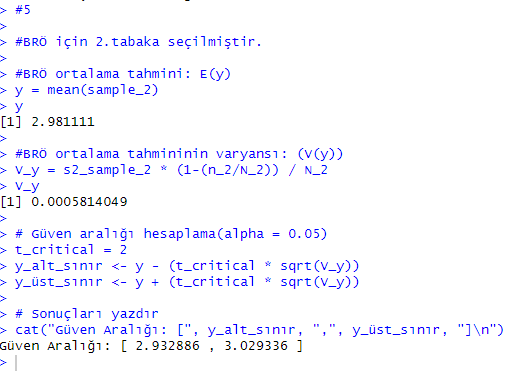 > #5
>
> #BRÖ için 2.tabaka seçilmiştir.
>
> #BRÖ ortalama tahmini: E(y)
> y = mean(sample_2)
> y
[1] 2.981111
>
> #BRÖ ortalama tahmininin varyansı: (V(y))
> V_y = s2_sample_2 * (1-(n_2/N_2)) / N_2
> V_y
[1] 0.0005814049
>
> # Güven aralığı hesaplama(alpha = 0.05)
> t_critical = 2
> y_alt_sınır <- y - (t_critical * sqrt(V_y))
> y_üst_sınır <- y + (t_critical * sqrt(V_y))
>
> # Sonuçları yazdır
> cat("Güven Aralığı: [", y_alt_sınır, ",", y_üst_sınır, "]\n")
Güven Aralığı: [ 2.932886 , 3.029336 ]
>